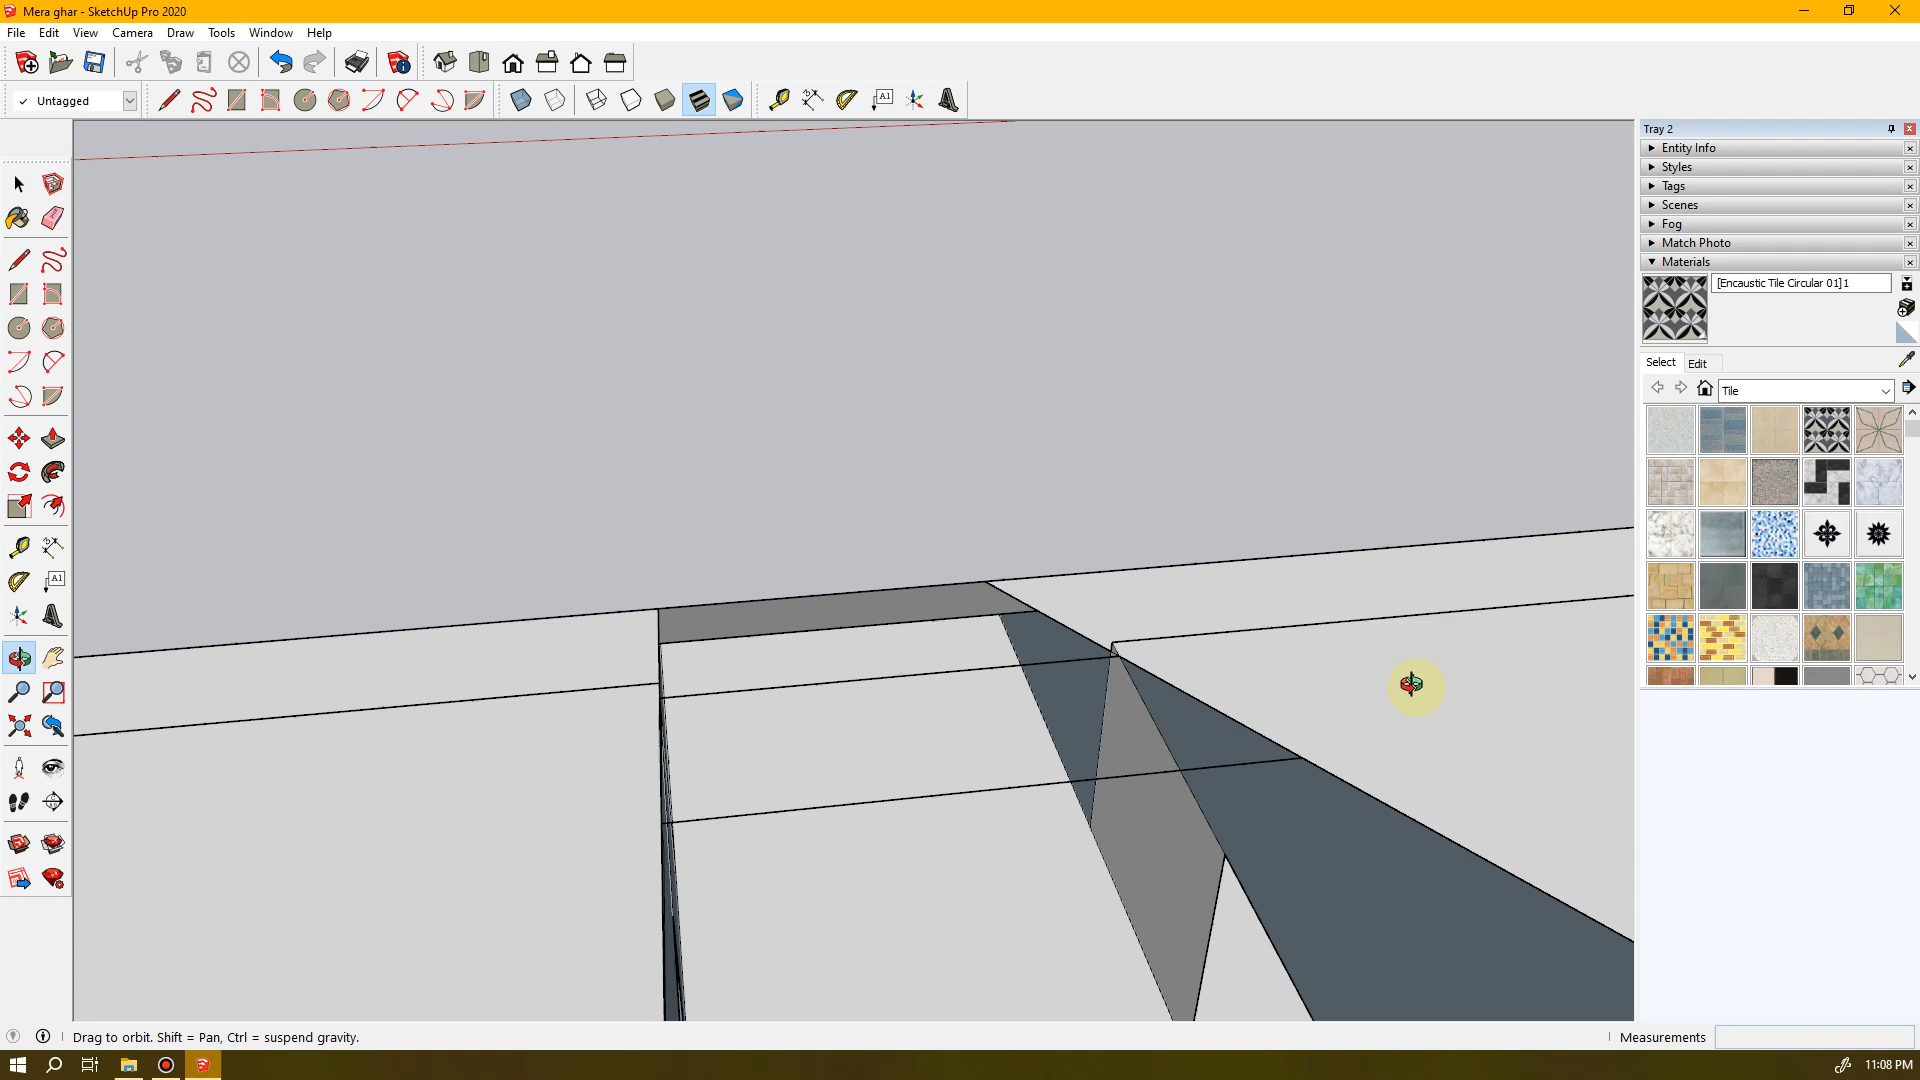 Mera ghar - SketchUp Pro 2020
File Edit View Camera Draw Tools Window Help
Untagged
A1
Tray 2
Entity Info
Styles
Tags
Scenes
Fog
Match Photo
Materials
[Encaustic Tile Circular 01]1
Select Edit
Tile
A1
Drag to orbit. Shift = Pan, Ctrl = suspend gravity.
Measurements
11:08 PM